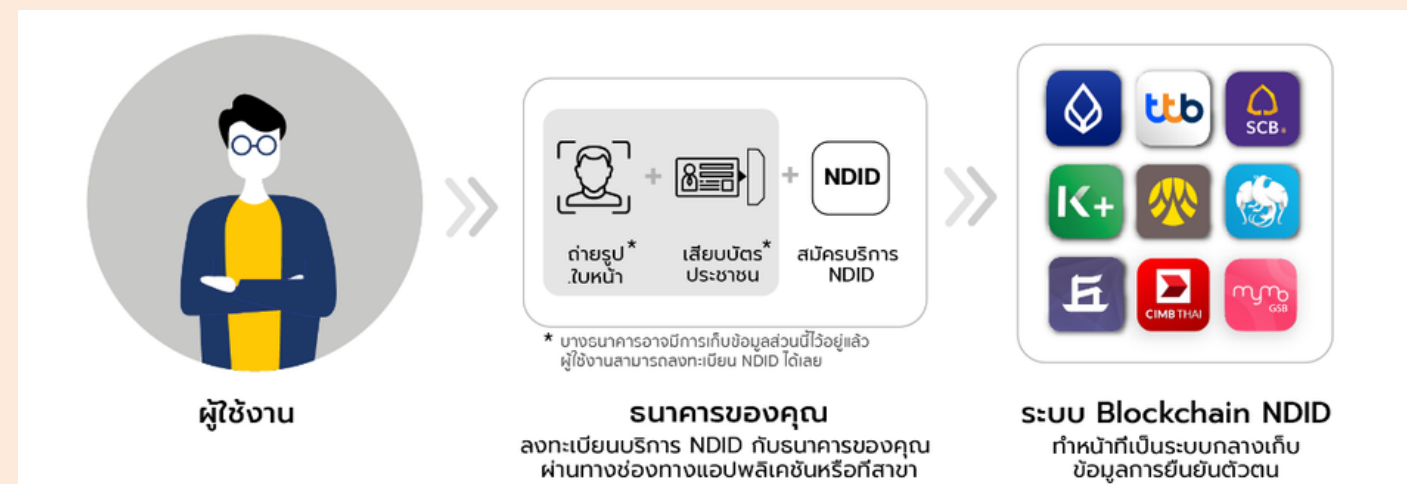 ttb
SCB
K+
CIMB THAI
mymo
GSB
NDID
ถ่ายรูป*
.ใบหน้า
เสียบบัตร*
ประชาชน
สมัครบริการ
NDID
* บางธนาคารอาจมีการเก็บข้อมูลส่วนนี้ไว้อยู่แล้ว
ผู้ใช้งานสามารถลงทะเบียน NDID ได้เลย
ผู้ใช้งาน
ธนาคารของคุณ
ลงทะเบียนบริการ NDID กับธนาคารของคุณ
ผ่านทางช่องทางแอปพลิเคชันหรือที่สาขา
ระบบ Blockchain NDID
ทำหน้าที่เป็นระบบกลางเก็บ
ข้อมูลการยืนยันตัวตน